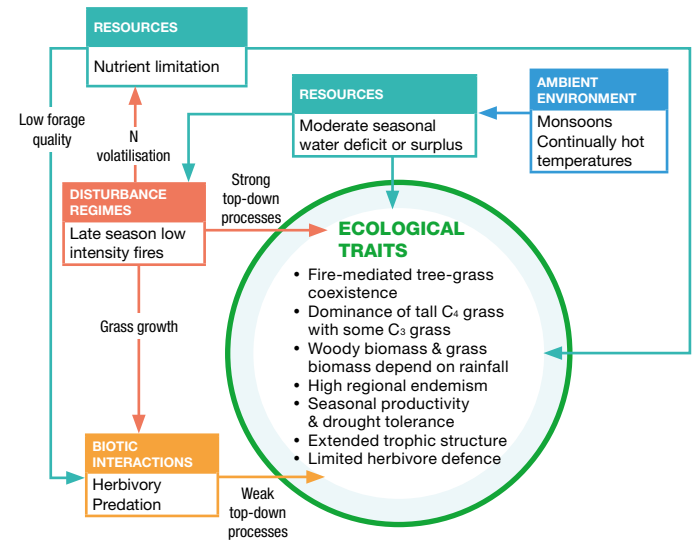 RESOURCES
Nutrient limitation
Low forage
quality
N
volatilisation
RESOURCES
Moderate seasonal
water deficit or surplus
AMBIENT
ENVIRONMENT
Monsoons
Continually hot
temperatures
DISTURBANCE
REGIMES
Late season low
intensity fires
Strong
top-down
processes
Grass growth
ECOLOGICAL
TRAITS
• Fire-mediated tree-grass
coexistence
• Dominance of tall C₄ grass
with some C₃ grass
• Woody biomass & grass
biomass depend on rainfall
• High regional endemism
• Seasonal productivity
& drought tolerance
• Extended trophic structure
• Limited herbivore defence
BIOTIC
INTERACTIONS
Herbivory
Predation
Weak
top-down
processes